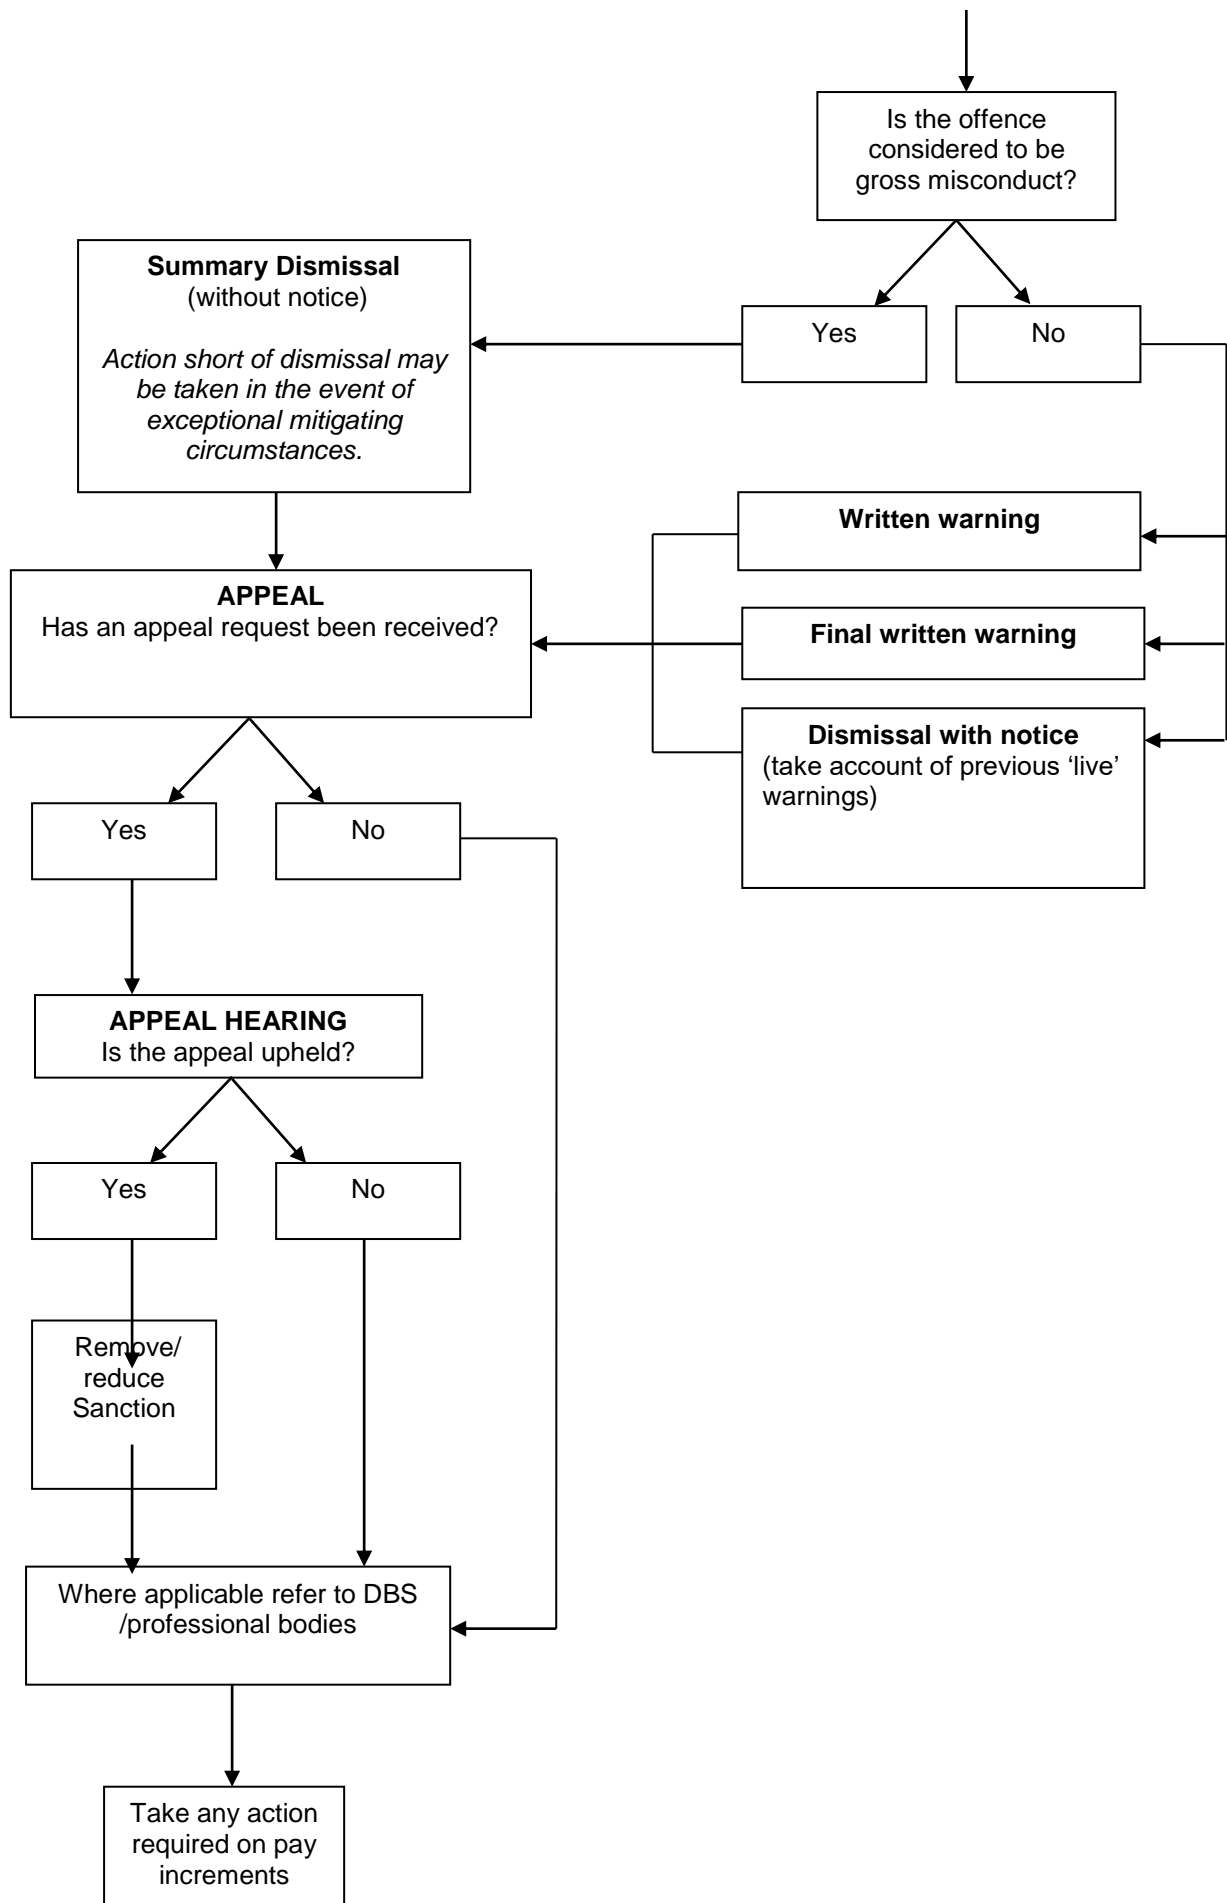 Is the offence
considered to be
gross misconduct?
Summary Dismissal
(without notice)
Action short of dismissal may
be taken in the event of
exceptional mitigating
circumstances.
Yes
No
Written warning
APPEAL
Has an appeal request been received?
Final written warning
Dismissal with notice
(take account of previous ‘live’
warnings)
Yes
No
APPEAL HEARING
Is the appeal upheld?
Yes
No
Remove/
reduce
Sanction
Where applicable refer to DBS
/professional bodies
Take any action
required on pay
increments